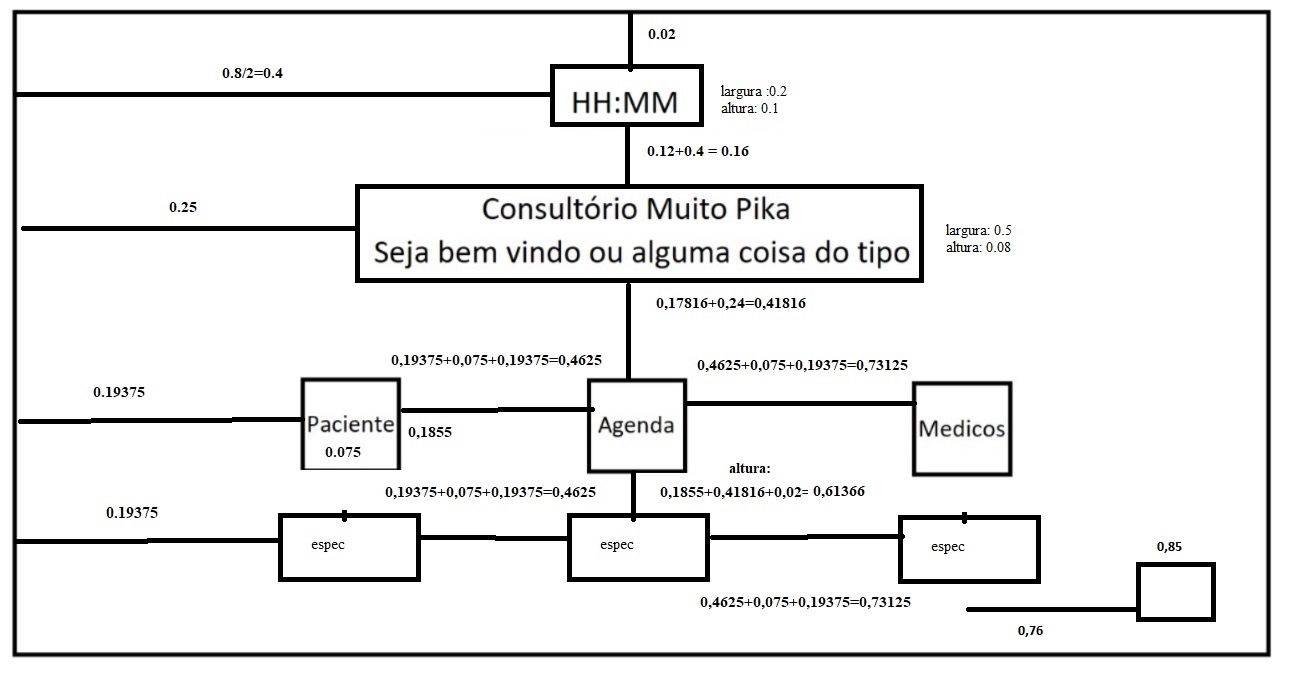 0.02
0.8/2=0.4
HH:MM
largura :0.2
altura: 0.1
0.12+0.4 = 0.16
0.25
Consultório Muito Pika
Seja bem vindo ou alguma coisa do tipo
largura: 0.5
altura: 0.08
0,17816+0,24=0,41816
0,19375+0,075+0,19375=0,4625
0,4625+0,075+0,19375=0,73125
0.19375
Paciente
0.075
0,1855
Agenda
Medicos
altura:
0,19375+0,075+0,19375=0,4625
0,1855+0,41816+0,02= 0,61366
0.19375
espec
espec
espec
0,85
0,4625+0,075+0,19375=0,73125
0,76